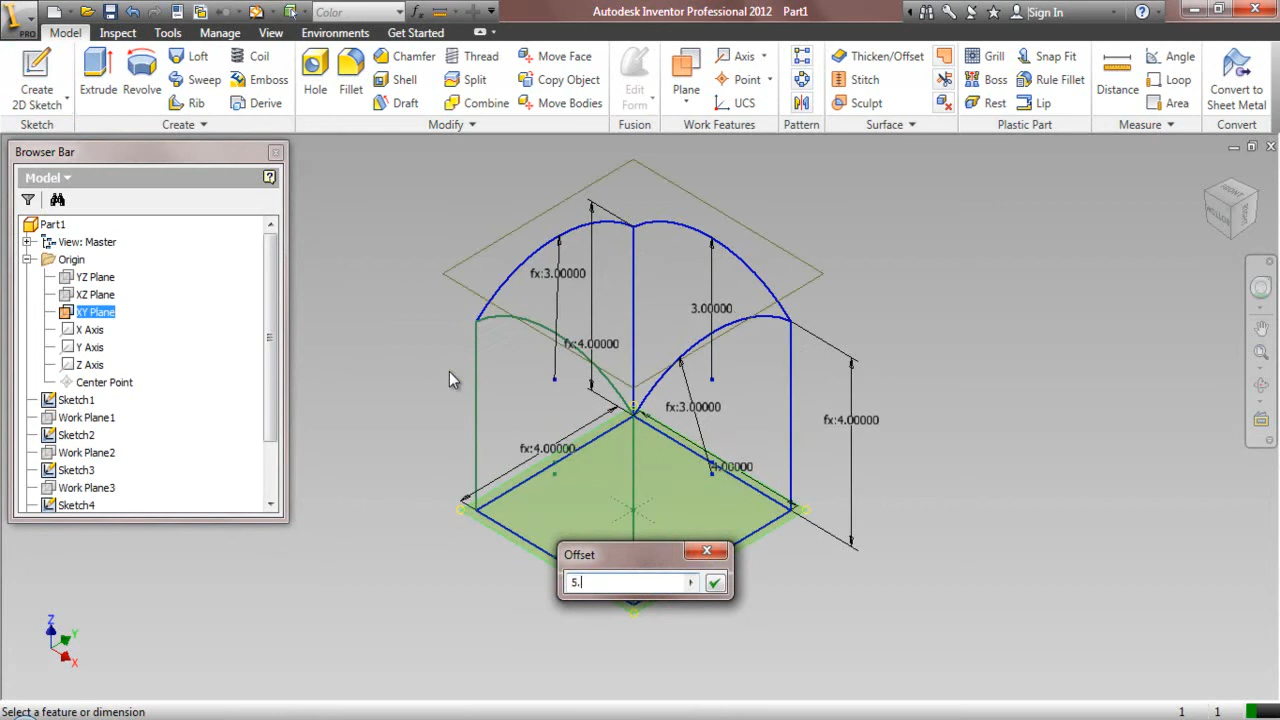 PRO
Color
Autodesk Inventor Professional 2012 Part1
Sign In
Model Inspect Tools Manage View Environments Get Started
Create 2D Sketch
Extrude
Revolve
Loft
Sweep
Rib
Coil
Emboss
Derive
Hole
Fillet
Chamfer
Shell
Draft
Thread
Split
Combine
Move Face
Copy Object
Move Bodies
Edit Form
Plane
Axis
Point
UCS
Thicken/Offset
Stitch
Sculpt
Grill
Boss
Rest
Snap Fit
Rule Fillet
Lip
Distance
Angle
Loop
Area
Convert to Sheet Metal
Sketch Create Modify Fusion Work Features Pattern Surface Plastic Part Measure Convert
Browser Bar
Model
Part1
View: Master
Origin
YZ Plane
XZ Plane
XY Plane
X Axis
Y Axis
Z Axis
Center Point
Sketch1
Work Plane1
Sketch2
Work Plane2
Sketch3
Work Plane3
Sketch4
fx:3.00000
3.00000
fx:4.00000
fx:3.00000
fx:4.00000
fx:4.00000
4.00000
FRONT
Offset
5.
Z
Y
X
Select a feature or dimension
1 1